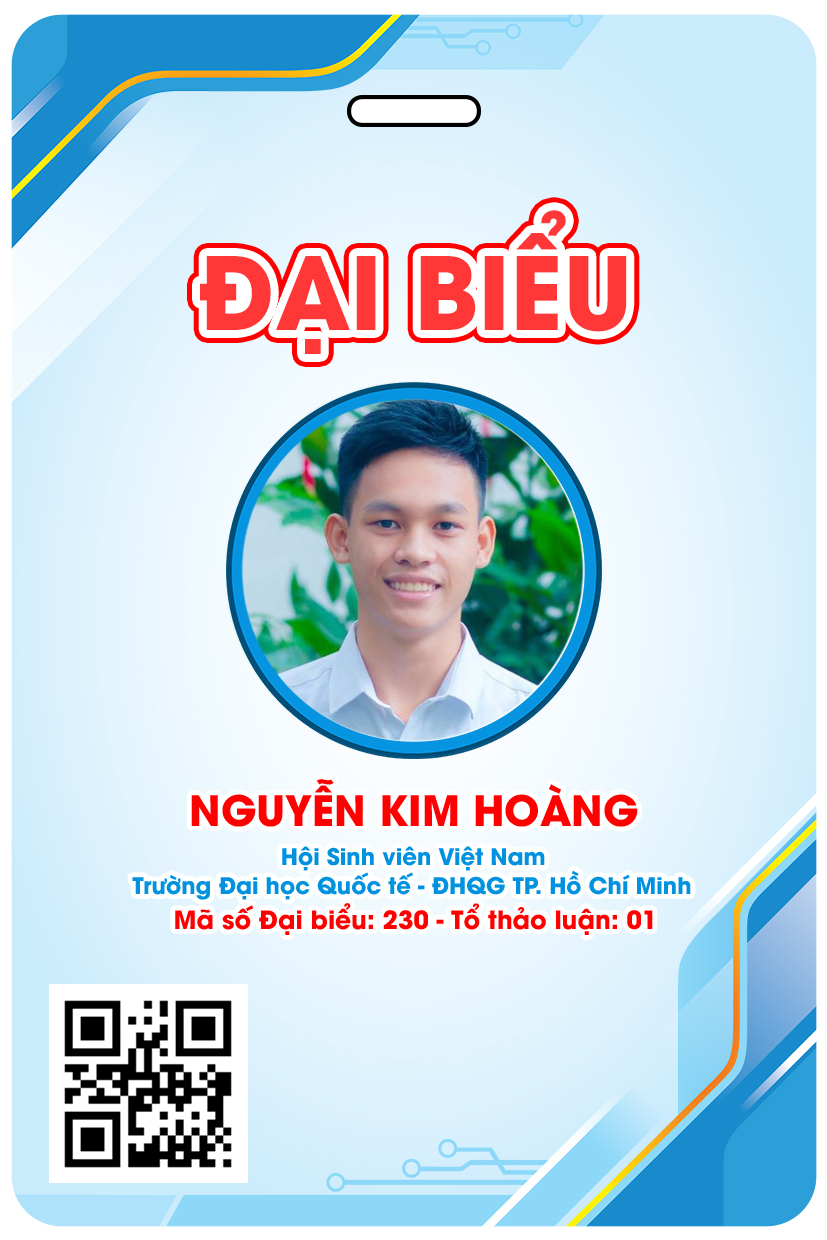 ĐẠI BIỂU
NGUYỄN KIM HOÀNG
Hội Sinh viên Việt Nam
Trường Đại học Quốc tế - ĐHQG TP. Hồ Chí Minh
Mã số Đại biểu: 230 - Tổ thảo luận: 01